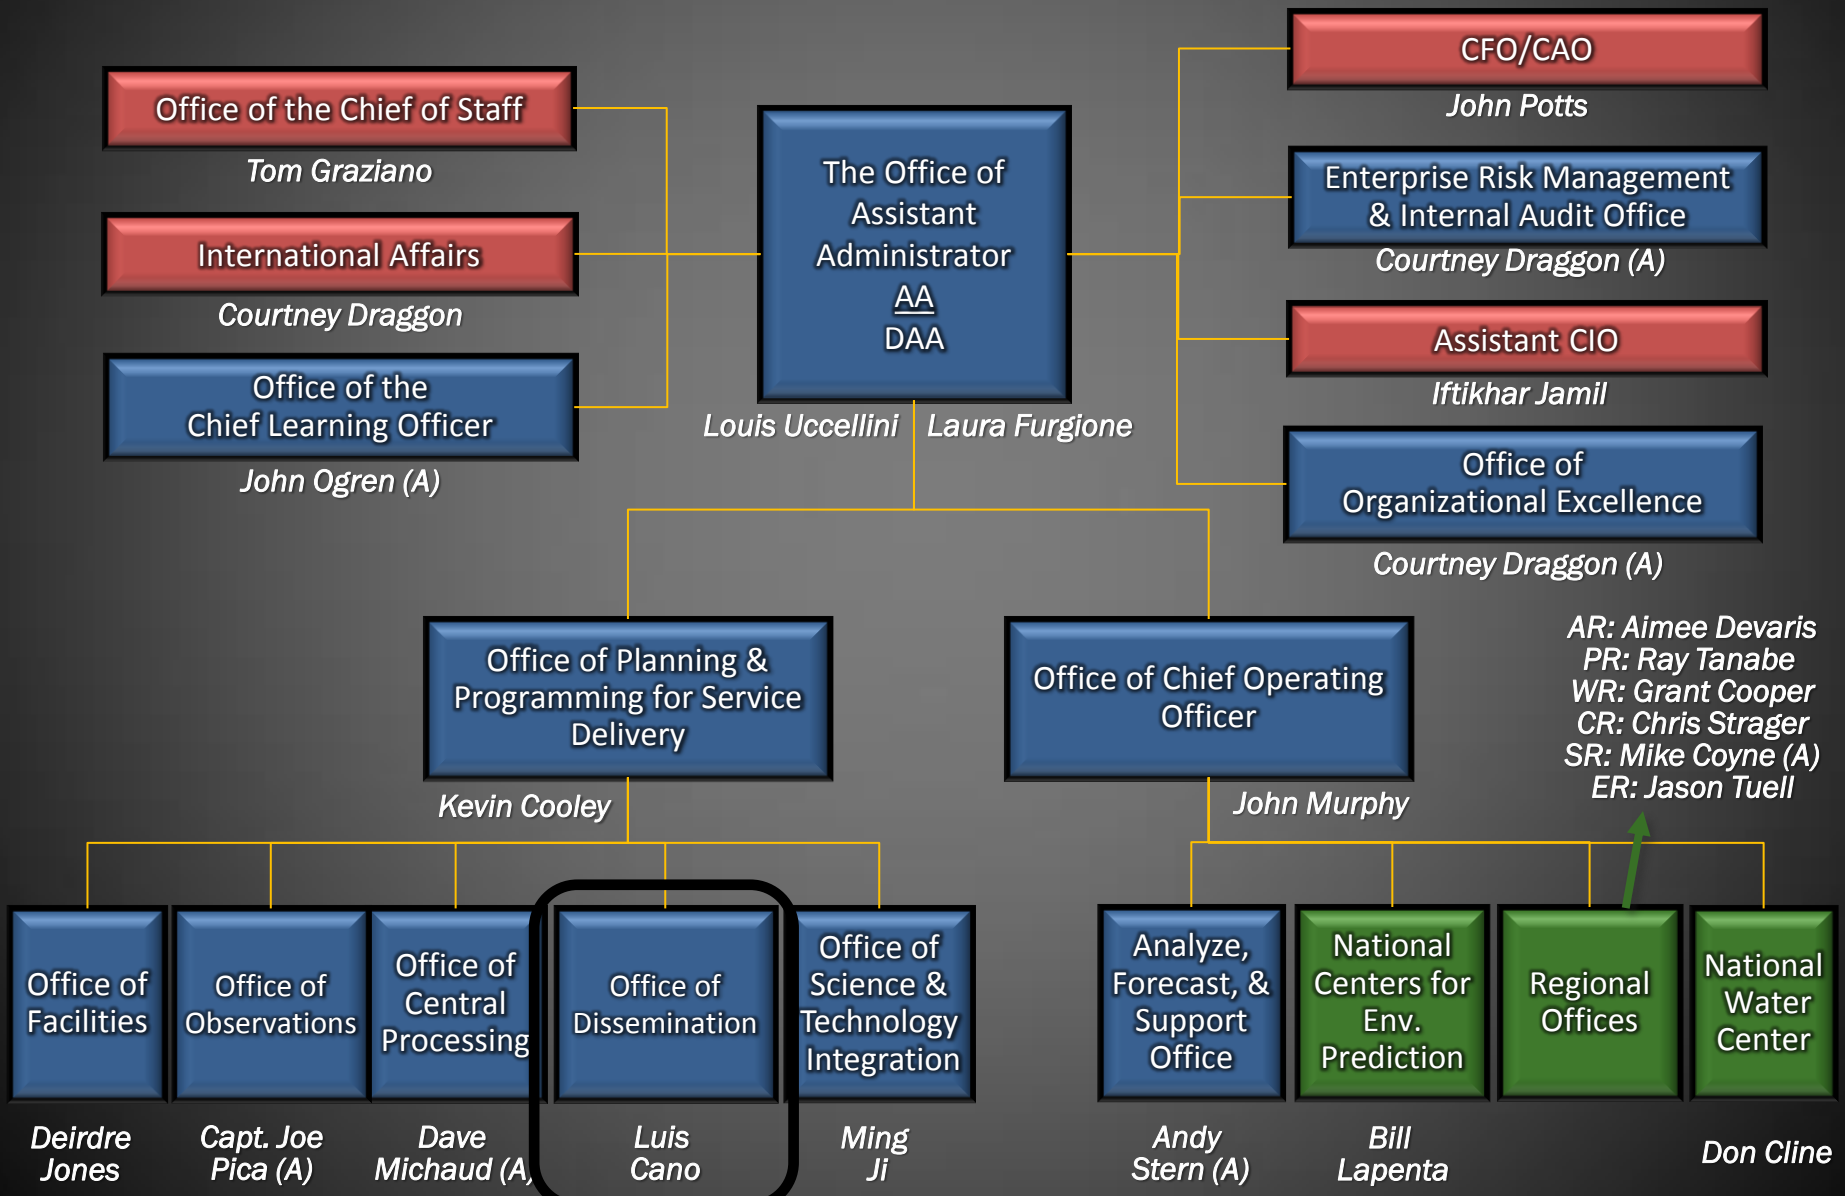 Office of the Chief of Staff
Tom Graziano
International Affairs
Courtney Draggon
Office of the
Chief Learning Officer
John Ogren (A)
The Office of
Assistant
Administrator
AA
DAA
Louis Uccellini
Laura Furgione
CFO/CAO
John Potts
Enterprise Risk Management
& Internal Audit Office
Courtney Draggon (A)
Assistant CIO
Iftikhar Jamil
Office of
Organizational Excellence
Courtney Draggon (A)
Office of Planning &
Programming for Service
Delivery
Kevin Cooley
Office of Chief Operating
Officer
John Murphy
AR: Aimee Devaris
PR: Ray Tanabe
WR: Grant Cooper
CR: Chris Strager
SR: Mike Coyne (A)
ER: Jason Tuell
Office of
Facilities
Deirdre
Jones
Office of
Observations
Capt. Joe
Pica (A)
Office of
Central
Processing
Dave
Michaud (A)
Office of
Dissemination
Luis
Cano
Office of
Science &
Technology
Integration
Ming
Ji
Analyze,
Forecast, &
Support
Office
Andy
Stern (A)
National
Centers for
Env.
Prediction
Bill
Lapenta
Regional
Offices
National
Water
Center
Don Cline